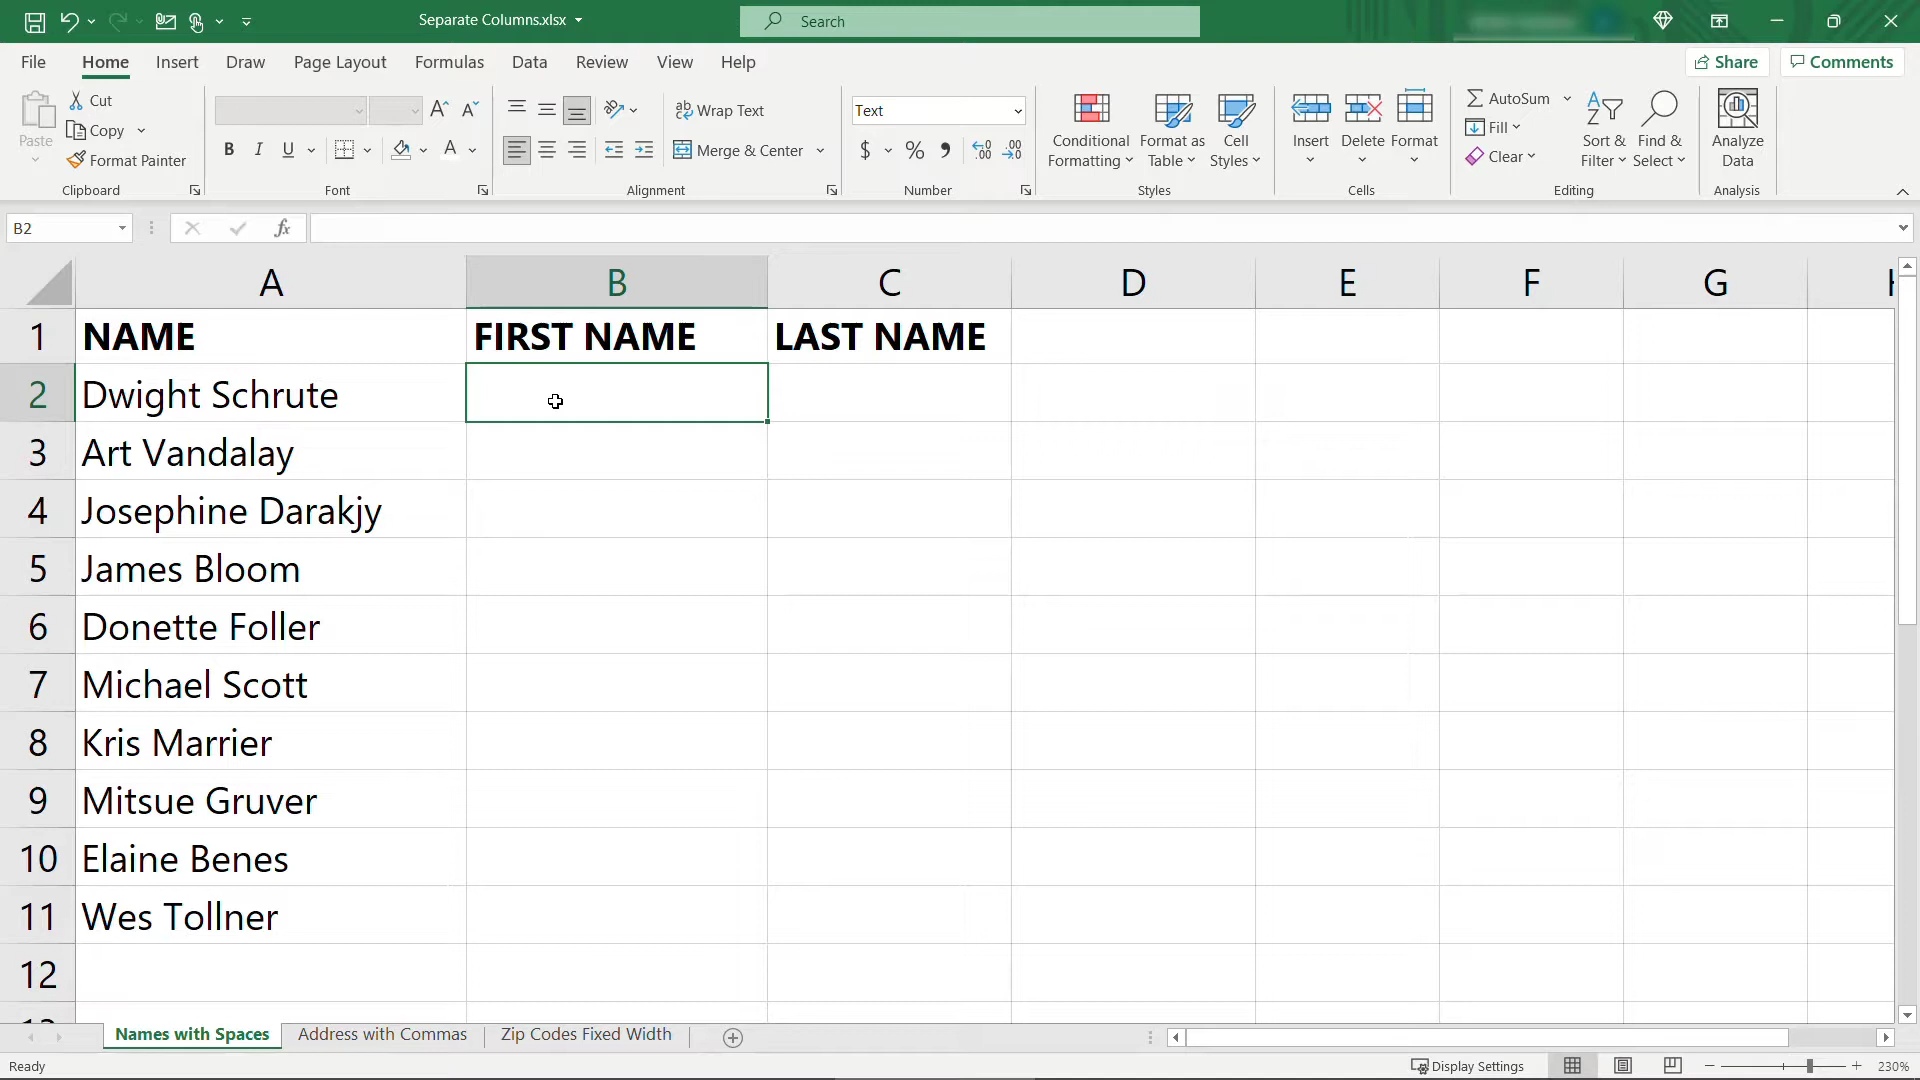 Separate Columns.xlsx
Search
File Home Insert Draw Page Layout Formulas Data Review View Help Share Comments
Paste
Cut
Copy
Format Painter
Clipboard
B I U A
Font
Wrap Text
Merge & Center
Alignment
Text
$ % ,
Number
Conditional Formatting
Format as Table
Cell Styles
Styles
Insert Delete Format
Cells
AutoSum
Fill
Clear
Sort & Filter
Find & Select
Editing
Analyze Data
Analysis
B2 fx
A B C D E F G
1 NAME FIRST NAME LAST NAME
2 Dwight Schrute
3 Art Vandalay
4 Josephine Darakjy
5 James Bloom
6 Donette Foller
7 Michael Scott
8 Kris Marrier
9 Mitsue Gruver
10 Elaine Benes
11 Wes Tollner
12
Names with Spaces Address with Commas Zip Codes Fixed Width
Ready Display Settings 230%